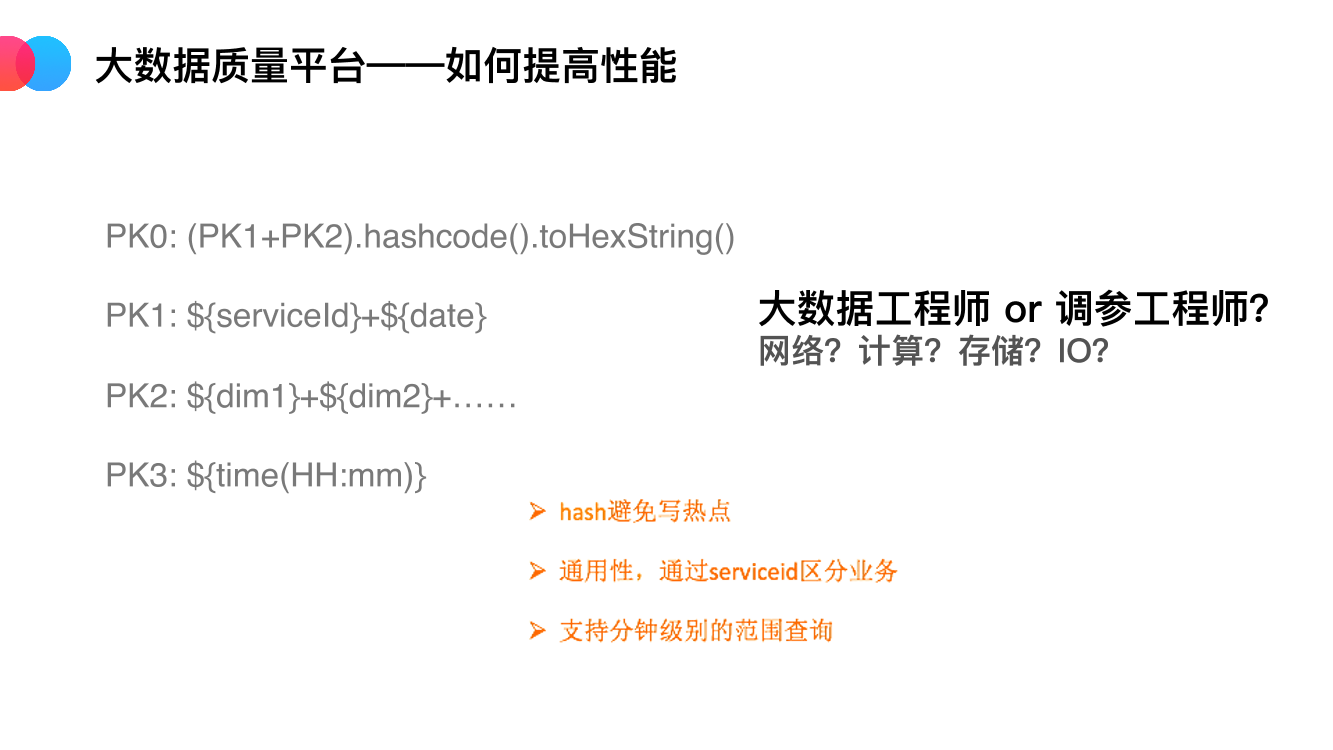 大数据质量平台——如何提高性能
PK0: (PK1+PK2).hashcode().toHexString()
PK1: ${serviceId}+${date}
PK2: ${dim1}+${dim2}+……
PK3: ${time(HH:mm)}
大数据工程师 or 调参工程师?
网络? 计算? 存储? IO?
➢ hash避免写热点
➢ 通用性，通过serviceid区分业务
➢ 支持分钟级别的范围查询